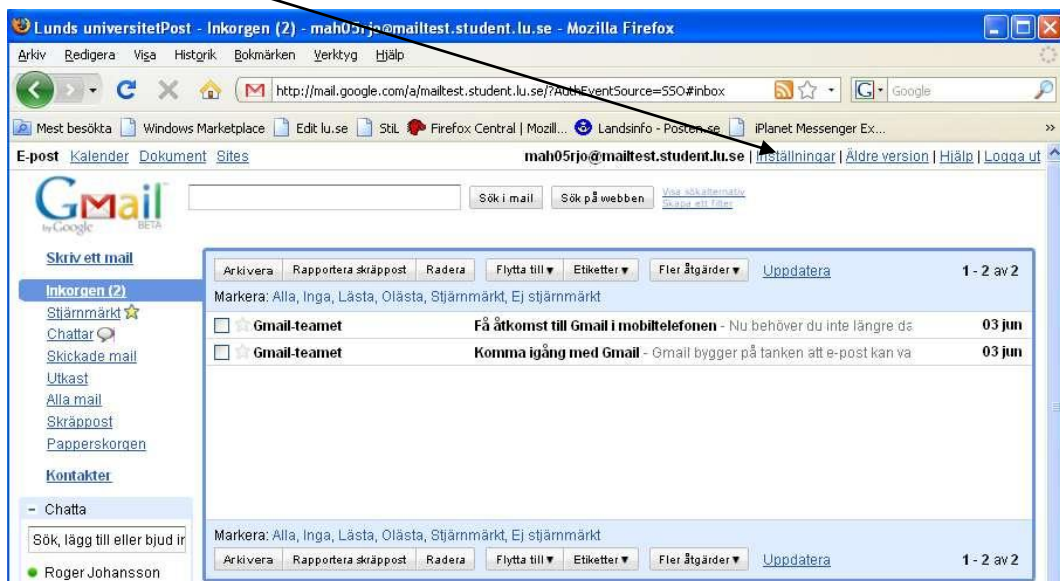 Lunds universitetPost - Inkorgen (2) - mah05rjo@mailtest.student.lu.se - Mozilla Firefox
Arkiv Redigera Visa Historik Bokmärken Verktyg Hjälp
http://mail.google.com/a/mailtest.student.lu.se/?AuthEventSource=SSO#inbox G Google
Mest besökta Windows Marketplace Edit lu.se StiL Firefox Central | Mozill... Landsinfo - Posten.se iPlanet Messenger Ex... »
E-post Kalender Dokument Sites mah05rjo@mailtest.student.lu.se | Inställningar | Äldre version | Hjälp | Logga ut
Gmail by Google BETA
Sök i mail Sök på webben Visa sökalternativ
Skapa ett filter
Skriv ett mail
Arkivera Rapportera skräppost Radera Flytta till Etiketter Fler åtgärder Uppdatera 1 - 2 av 2
Inkorgen (2)
Markera: Alla, Inga, Lästa, Olästa, Stjärnmärkt, Ej stjärnmärkt
Stjärnmärkt
Gmail-teamet Få åtkomst till Gmail i mobiltelefonen - Nu behöver du inte längre da 03 jun
Chattar
Skickade mail
Gmail-teamet Komma igång med Gmail - Gmail bygger på tanken att e-post kan va 03 jun
Utkast
Alla mail
Skräppost
Papperskorgen
Kontakter
- Chatta
Sök, lägg till eller bjud in
Markera: Alla, Inga, Lästa, Olästa, Stjärnmärkt, Ej stjärnmärkt
Arkivera Rapportera skräppost Radera Flytta till Etiketter Fler åtgärder Uppdatera 1 - 2 av 2
Roger Johansson